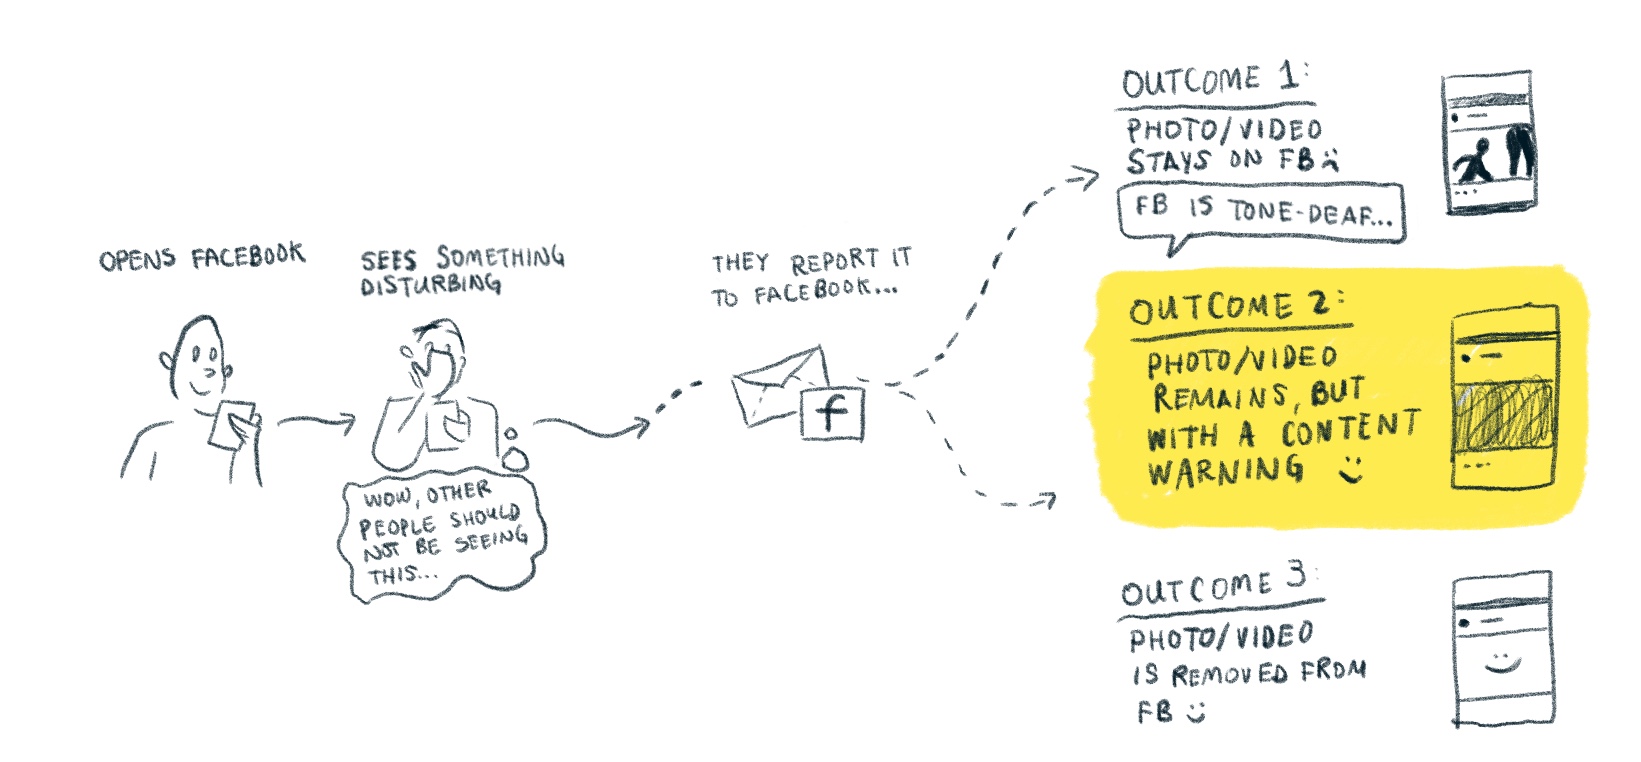 OPENS FACEBOOK
SEES SOMETHING
DISTURBING
WOW, OTHER
PEOPLE SHOULD
NOT BE SEEING
THIS...
THEY REPORT IT
TO FACEBOOK...
f
OUTCOME 1:
PHOTO/VIDEO
STAYS ON FB :(
FB IS TONE-DEAF...
OUTCOME 2:
PHOTO/VIDEO
REMAINS, BUT
WITH A CONTENT
WARNING :)
OUTCOME 3:
PHOTO/VIDEO
IS REMOVED FROM
FB :)